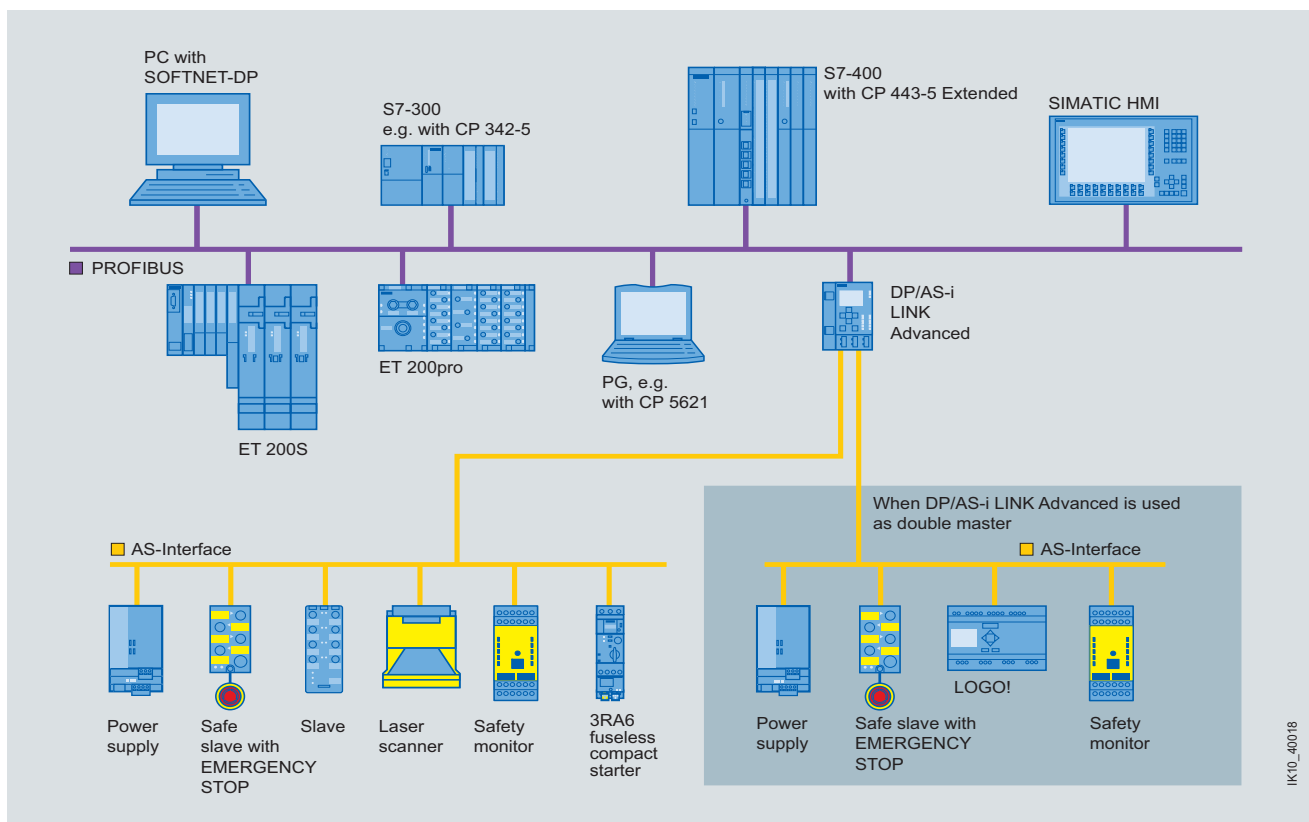 PC with
SOFTNET-DP
S7-300
e.g. with CP 342-5
S7-400
with CP 443-5 Extended
SIMATIC HMI
PROFIBUS
ET 200S
ET 200pro
PG, e.g.
with CP 5621
DP/AS-i
LINK
Advanced
When DP/AS-i LINK Advanced is used
as double master
AS-Interface
AS-Interface
Power
supply
Safe
slave with
EMERGENCY
STOP
Slave
Laser
scanner
Safety
monitor
3RA6
fuseless
compact
starter
Power
supply
Safe slave with
EMERGENCY
STOP
LOGO!
Safety
monitor
IK10_40018